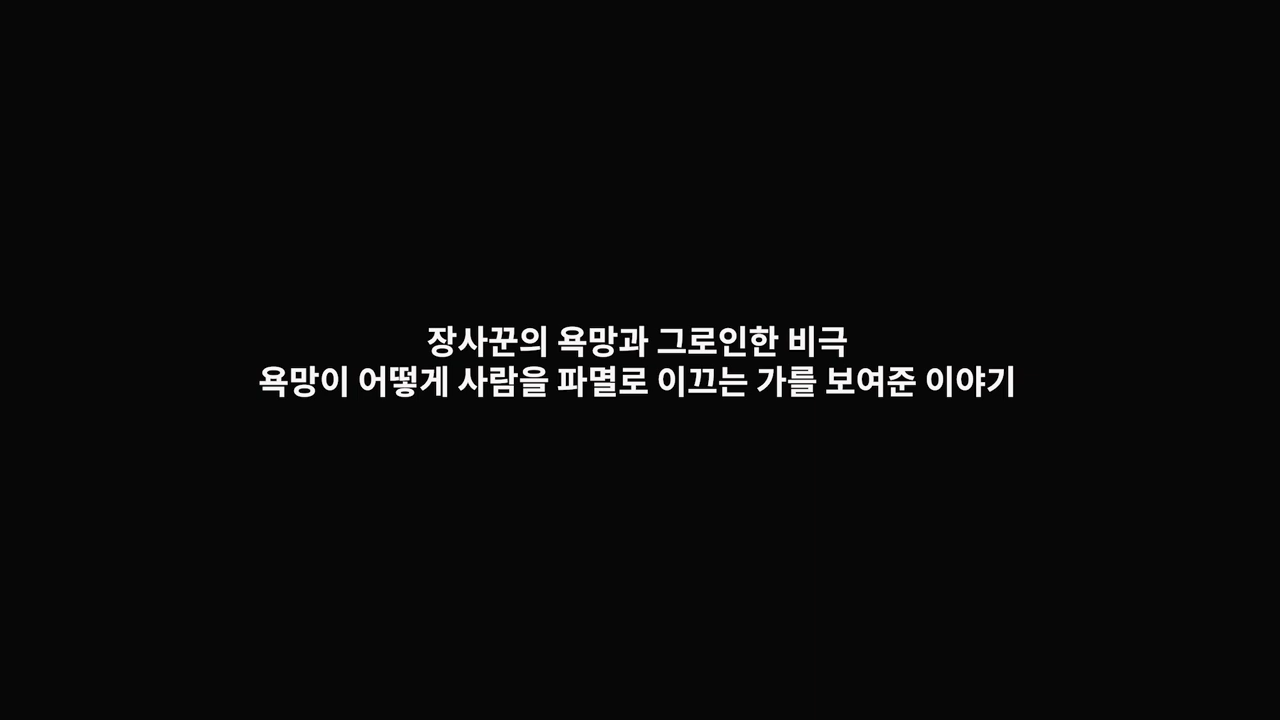 장사꾼의 욕망과 그로인한 비극
욕망이 어떻게 사람을 파멸로 이끄는 가를 보여준 이야기